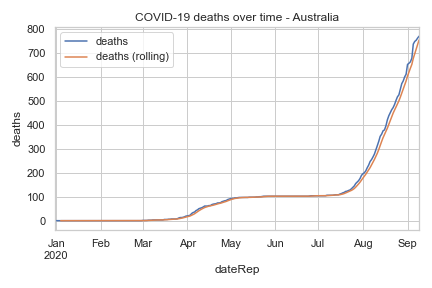 COVID-19 deaths over time - Australia
deaths
deaths (rolling)
800
700
600
500
400
300
200
100
0
deaths
Jan Feb Mar Apr May Jun Jul Aug Sep
2020
dateRep